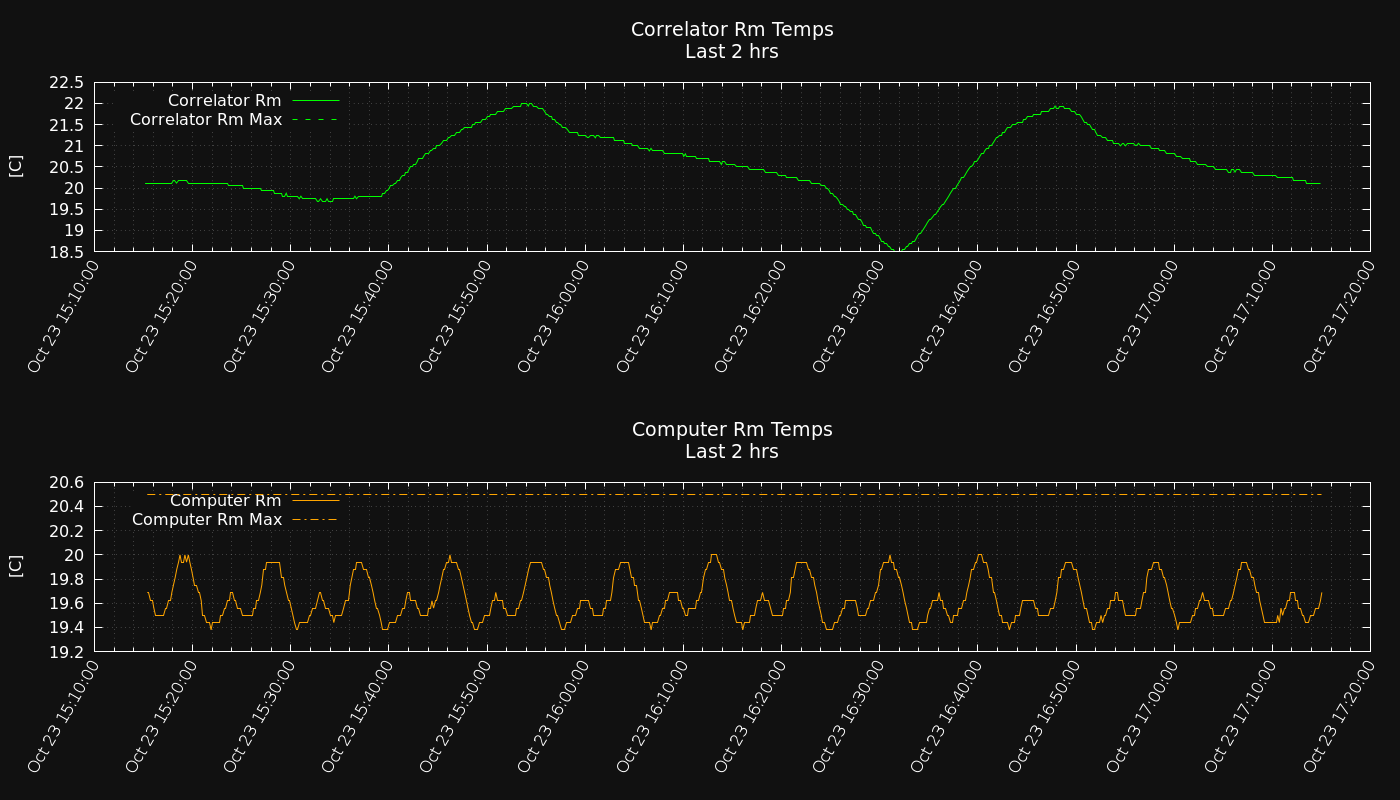 Correlator Rm Temps
Last 2 hrs
22.5
22
21.5
21
20.5
20
19.5
19
18.5
[C]
Correlator Rm
Correlator Rm Max
Oct 23 15:10:00
Oct 23 15:20:00
Oct 23 15:30:00
Oct 23 15:40:00
Oct 23 15:50:00
Oct 23 16:00:00
Oct 23 16:10:00
Oct 23 16:20:00
Oct 23 16:30:00
Oct 23 16:40:00
Oct 23 16:50:00
Oct 23 17:00:00
Oct 23 17:10:00
Oct 23 17:20:00
Computer Rm Temps
Last 2 hrs
20.6
20.4
20.2
20
19.8
19.6
19.4
19.2
[C]
Computer Rm
Computer Rm Max
Oct 23 15:10:00
Oct 23 15:20:00
Oct 23 15:30:00
Oct 23 15:40:00
Oct 23 15:50:00
Oct 23 16:00:00
Oct 23 16:10:00
Oct 23 16:20:00
Oct 23 16:30:00
Oct 23 16:40:00
Oct 23 16:50:00
Oct 23 17:00:00
Oct 23 17:10:00
Oct 23 17:20:00